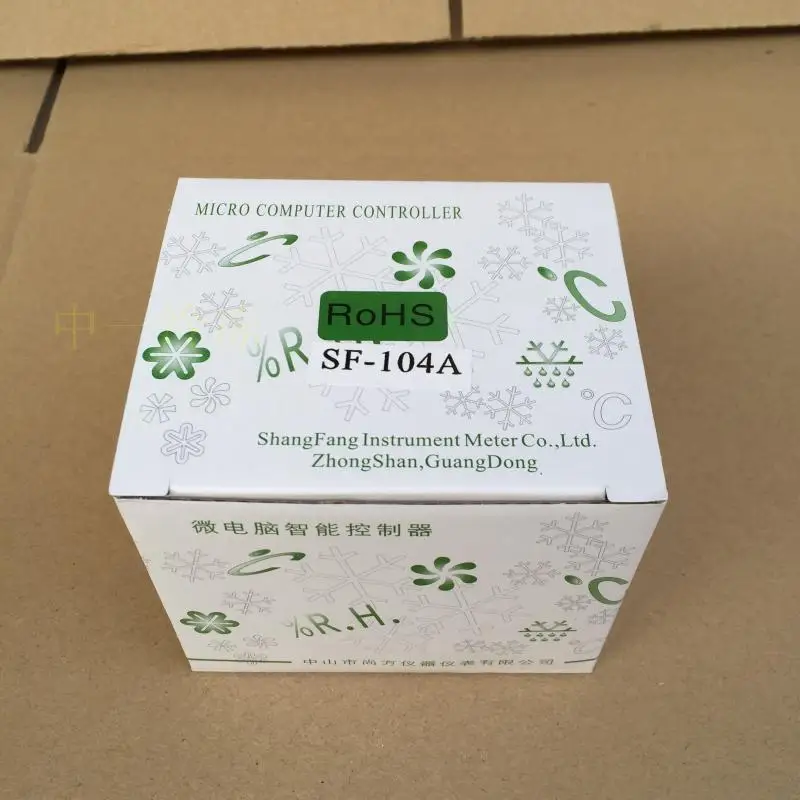 MICRO COMPUTER CONTROLLER
RoHS
%R.
SF-104A
°C
ShangFang Instrument Meter Co.,Ltd.
ZhongShan,GuangDong
微电脑智能控制器
%R.H.
中山市尚方仪器仪表有限公司